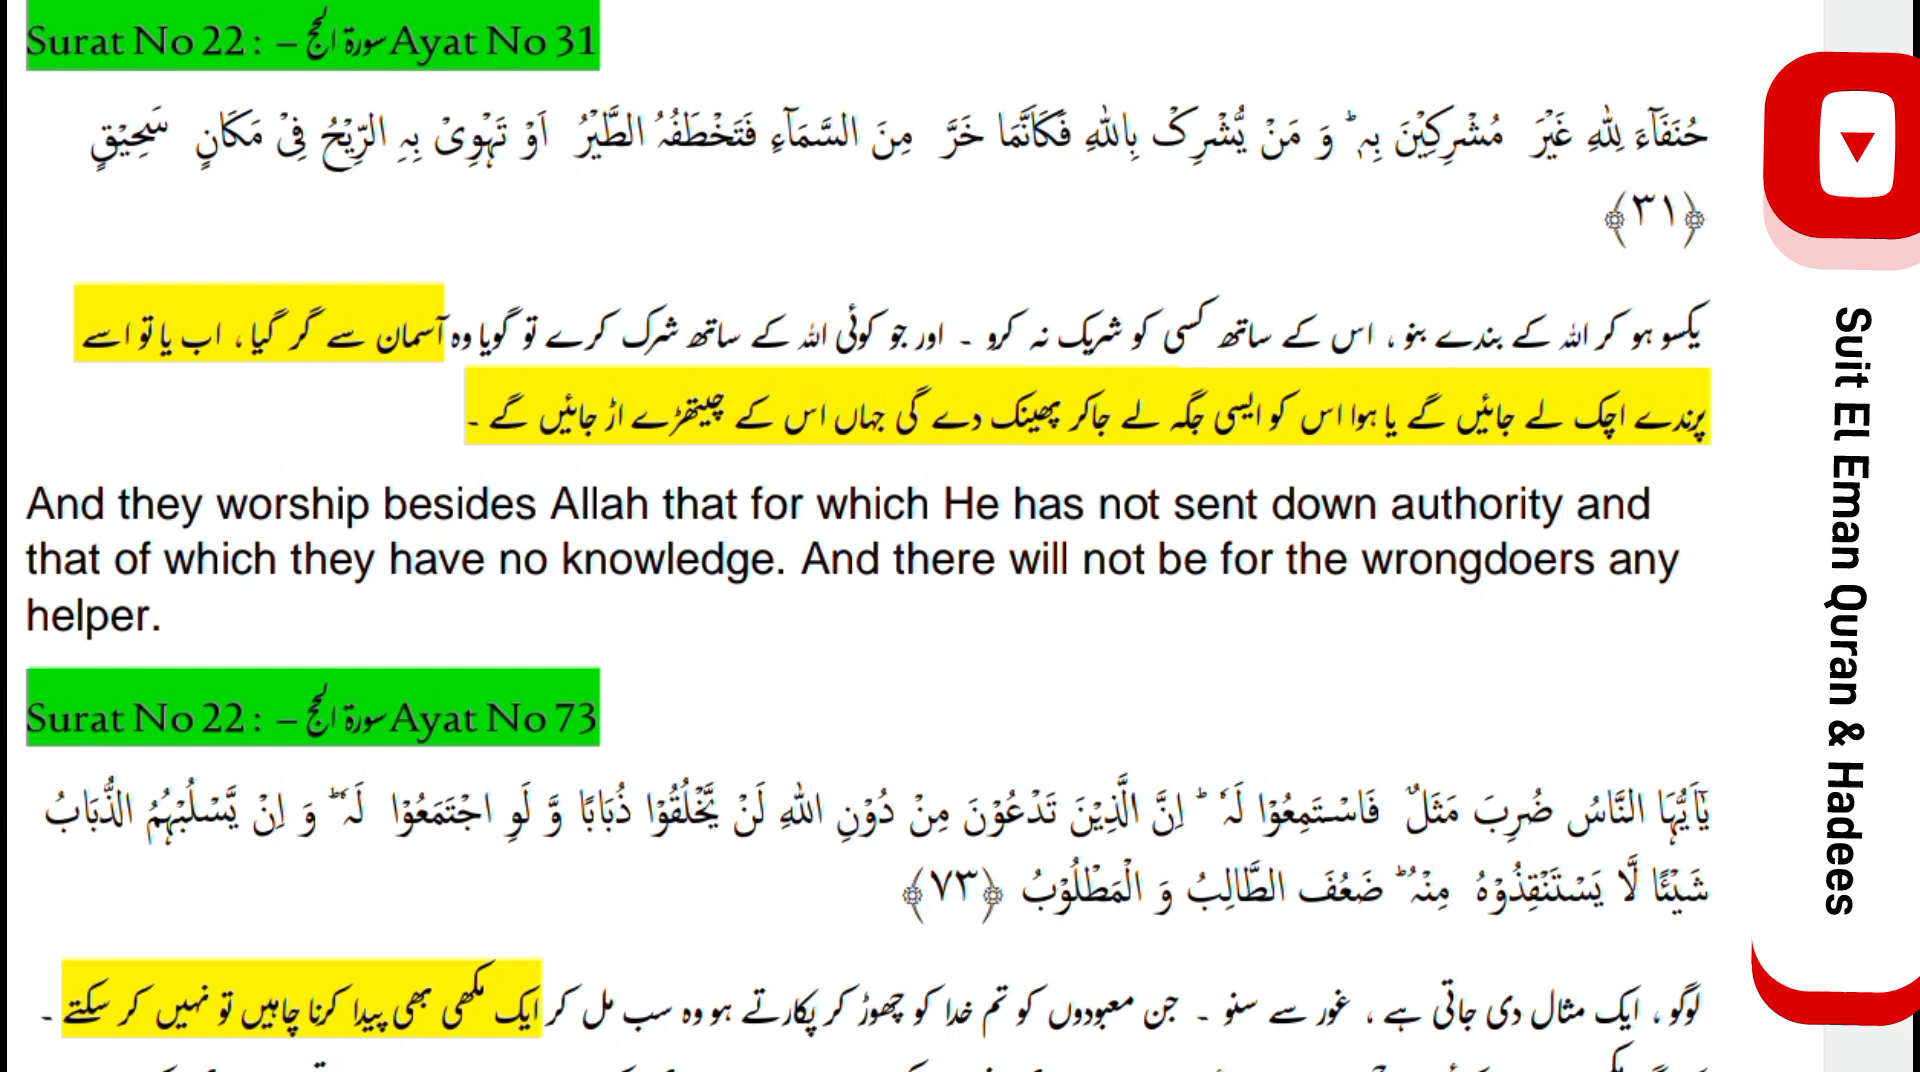 Surat No 22 : – سورۃ الحج Ayat No 31
حُنَفَآءَ لِلّٰہِ غَیۡرَ مُشۡرِکِیۡنَ بِہٖ ؕ وَ مَنۡ یُّشۡرِکۡ بِاللّٰہِ فَکَاَنَّمَا خَرَّ مِنَ السَّمَآءِ فَتَخۡطَفُہُ الطَّیۡرُ اَوۡ تَہۡوِیۡ بِہِ الرِّیۡحُ فِیۡ مَکَانٍ سَحِیۡقٍ
﴿۳۱﴾
یکسو ہو کر اللہ کے بندے بنو ، اس کے ساتھ کسی کو شریک نہ کرو ۔ اور جو کوئی اللہ کے ساتھ شرک کرے تو گویا وہ آسمان سے گر گیا ، اب یا تو اسے
پرندے اچک لے جائیں گے یا ہوا اس کو ایسی جگہ لے جاکر پھینک دے گی جہاں اس کے چیتھڑے اڑ جائیں گے ۔
And they worship besides Allah that for which He has not sent down authority and
that of which they have no knowledge. And there will not be for the wrongdoers any
helper.
Surat No 22 : – سورۃ الحج Ayat No 73
یٰۤاَیُّہَا النَّاسُ ضُرِبَ مَثَلٌ فَاسۡتَمِعُوۡا لَہٗ ؕ اِنَّ الَّذِیۡنَ تَدۡعُوۡنَ مِنۡ دُوۡنِ اللّٰہِ لَنۡ یَّخۡلُقُوۡا ذُبَابًا وَّ لَوِ اجۡتَمَعُوۡا لَہٗ ؕ وَ اِنۡ یَّسۡلُبۡہُمُ الذُّبَابُ
شَیۡئًا لَّا یَسۡتَنۡقِذُوۡہُ مِنۡہُ ؕ ضَعُفَ الطَّالِبُ وَ الۡمَطۡلُوۡبُ ﴿۷۳﴾
لوگو ، ایک مثال دی جاتی ہے ، غور سے سنو ۔ جن معبودوں کو تم خدا کو چھوڑ کر پکارتے ہو وہ سب مل کر ایک مکھی بھی پیدا کرنا چاہیں تو نہیں کر سکتے ۔
Suit El Eman Quran & Hadees